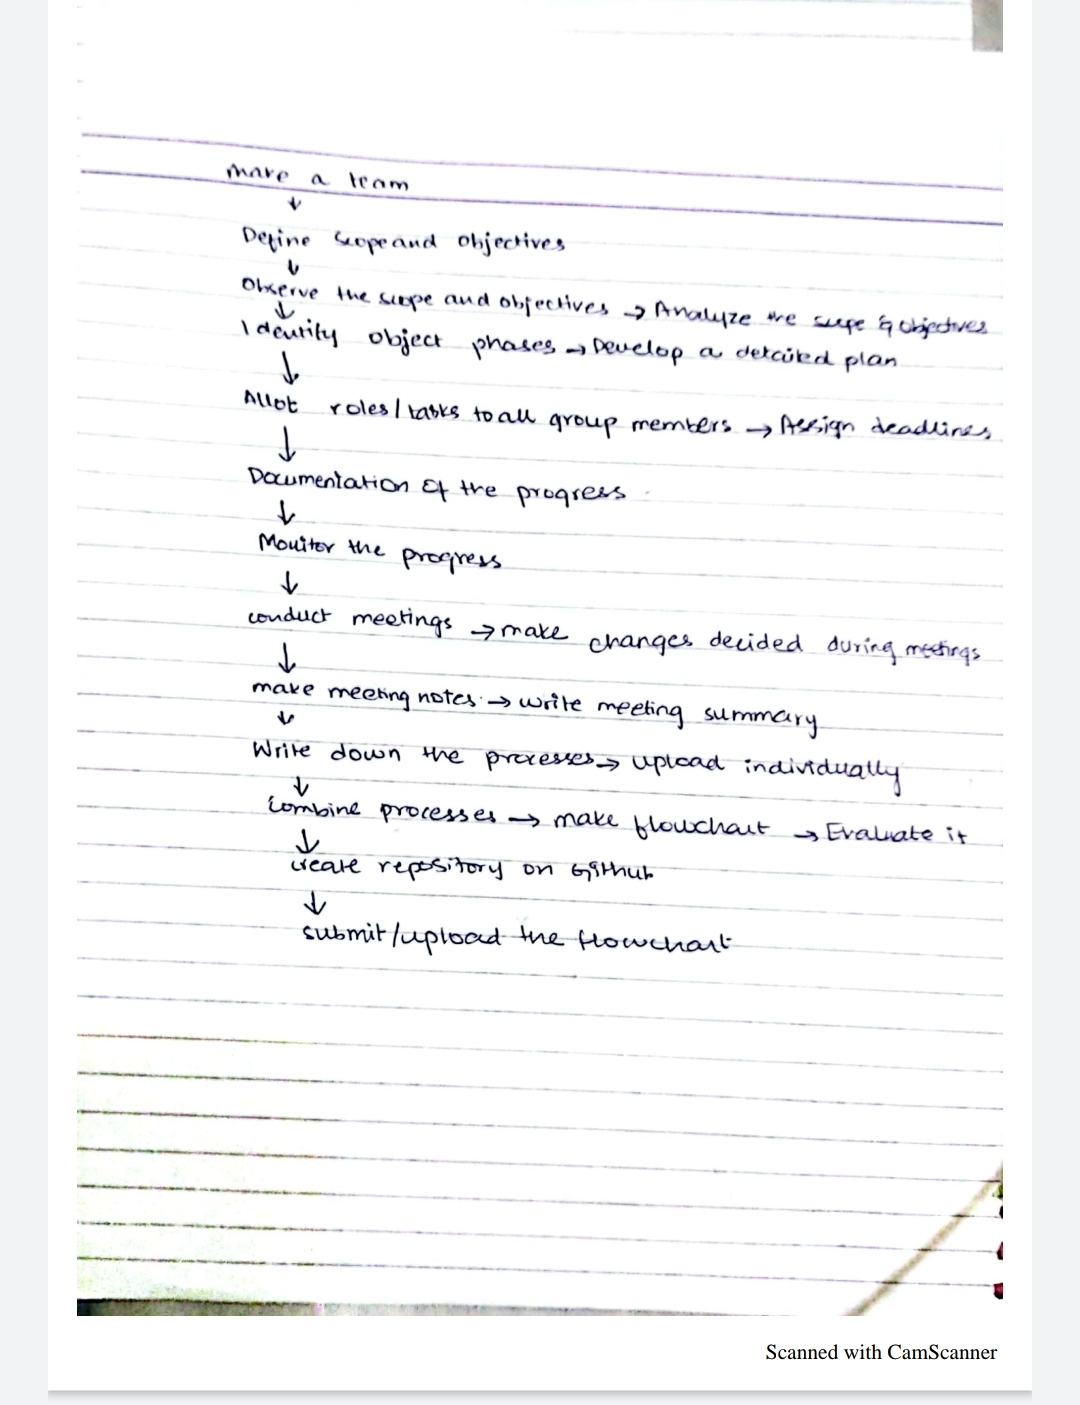 make a team
↓
Define scope and objectives
↓
Observe the scope and objectives → Analyze the scope & objectives
↓
Identify object phases → Develop a detailed plan
↓
Allot roles/tasks to all group members → Assign deadlines
↓
Documentation of the progress
↓
Monitor the progress
↓
conduct meetings → make changes decided during meetings
↓
make meeting notes → write meeting summary
↓
Write down the processes → upload individually
↓
Combine processes → make flowchart → Evaluate it
↓
create repository on GitHub
↓
submit/upload the flowchart
Scanned with CamScanner